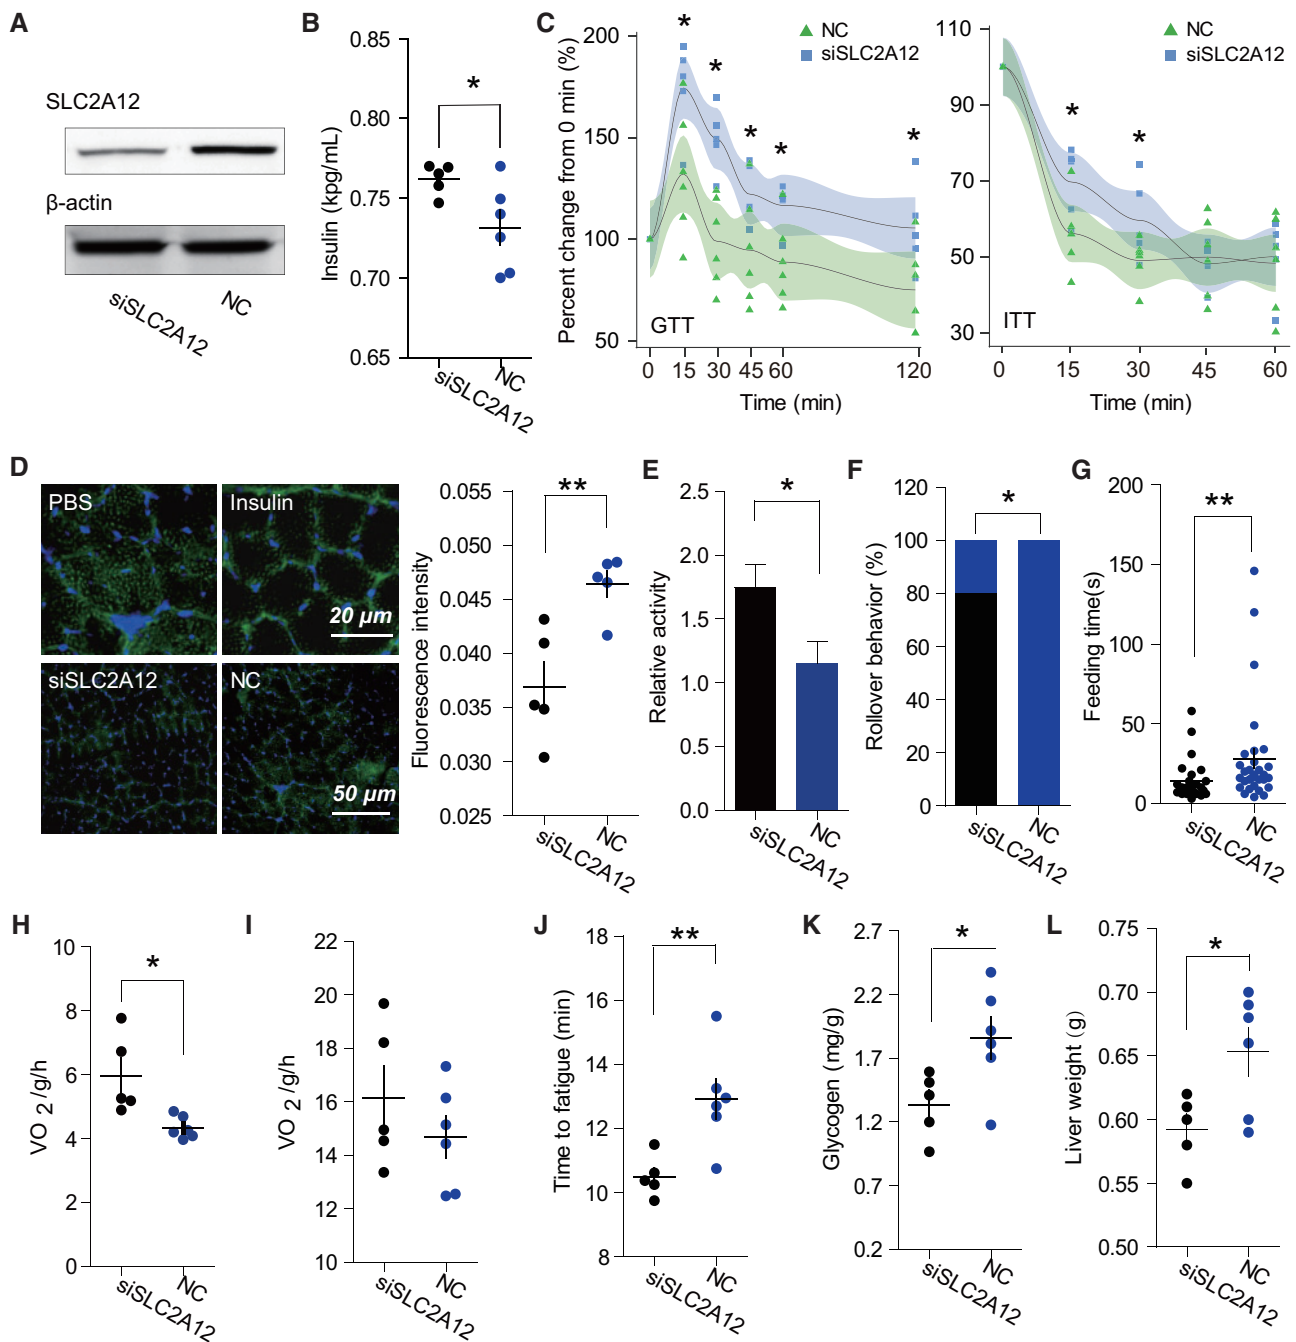 A
SLC2A12
β-actin
siSLC2A12
NC
B
Insulin (kpg/mL)
0.85
0.80
0.75
0.70
0.65
*
siSLC2A12
NC
C
Percent change from 0 min (%)
200
150
100
50
NC
siSLC2A12
* * * * *
GTT
0 15 30 45 60 120
Time (min)
110
90
70
50
30
NC
siSLC2A12
* *
ITT
0 15 30 45 60
Time (min)
D
PBS
Insulin
20 µm
siSLC2A12
NC
50 µm
Fluorescence intensity
0.055
0.050
0.045
0.040
0.035
0.030
0.025
**
siSLC2A12
NC
E
Relative activity
2.5
2.0
1.5
1.0
0.5
0.0
*
siSLC2A12
NC
F
Rollover behavior (%)
120
100
80
60
40
20
0
*
siSLC2A12
NC
G
Feeding time(s)
200
150
100
50
0
**
siSLC2A12
NC
H
VO 2 /g/h
10
8
6
4
2
0
*
siSLC2A12
NC
I
VO 2 /g/h
22
20
18
16
14
12
10
siSLC2A12
NC
J
Time to fatigue (min)
18
16
14
12
10
8
**
siSLC2A12
NC
K
Glycogen (mg/g)
2.7
2.2
1.7
1.2
0.7
0.2
*
siSLC2A12
NC
L
Liver weight (g)
0.75
0.70
0.65
0.60
0.55
0.50
*
siSLC2A12
NC